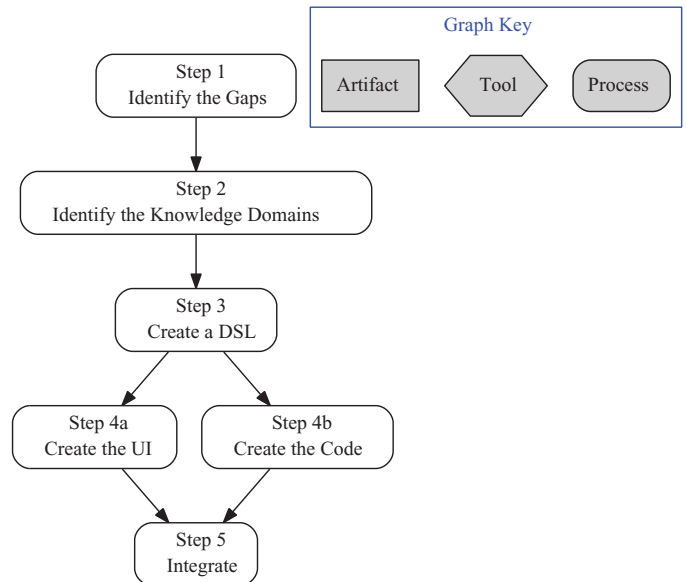 Graph Key
Artifact
Tool
Process
Step 1
Identify the Gaps
Step 2
Identify the Knowledge Domains
Step 3
Create a DSL
Step 4a
Create the UI
Step 4b
Create the Code
Step 5
Integrate